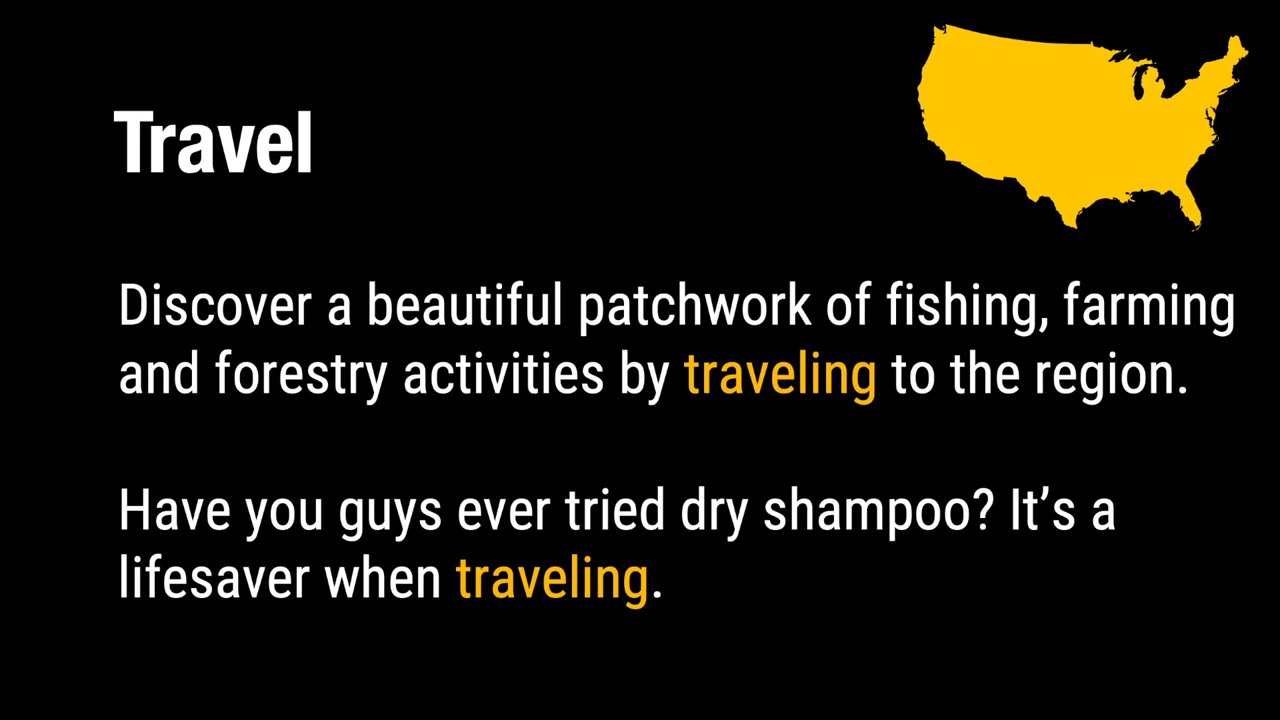 Travel
Discover a beautiful patchwork of fishing, farming
and forestry activities by traveling to the region.
Have you guys ever tried dry shampoo? It’s a
lifesaver when traveling.